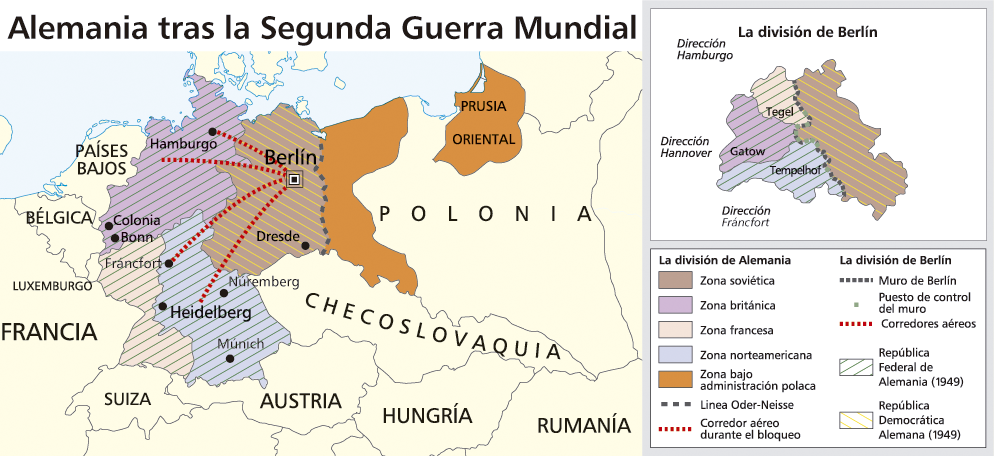 Alemania tras la Segunda Guerra Mundial
PRUSIA
ORIENTAL
Hamburgo
PAÍSES
BAJOS
Berlín
BÉLGICA
Colonia
Bonn
POLONIA
Dresde
Fráncfort
LUXEMBURGO
Núremberg
Heidelberg
CHECOSLOVAQUIA
FRANCIA
Múnich
SUIZA
AUSTRIA
HUNGRÍA
RUMANÍA
La división de Berlín
Dirección
Hamburgo
Tegel
Dirección
Hannover
Gatow
Tempelhof
Dirección
Fráncfort
La división de Alemania
Zona soviética
Zona británica
Zona francesa
Zona norteamericana
Zona bajo
administración polaca
Linea Oder-Neisse
Corredor aéreo
durante el bloqueo
La división de Berlín
Muro de Berlín
Puesto de control
del muro
Corredores aéreos
República
Federal de
Alemania (1949)
República
Democrática
Alemana (1949)